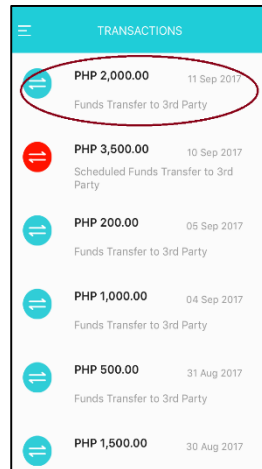 TRANSACTIONS
PHP 2,000.00 11 Sep 2017
Funds Transfer to 3rd Party
PHP 3,500.00 10 Sep 2017
Scheduled Funds Transfer to 3rd
Party
PHP 200.00 05 Sep 2017
Funds Transfer to 3rd Party
PHP 1,000.00 04 Sep 2017
Funds Transfer to 3rd Party
PHP 500.00 31 Aug 2017
Funds Transfer to 3rd Party
PHP 1,500.00 30 Aug 2017